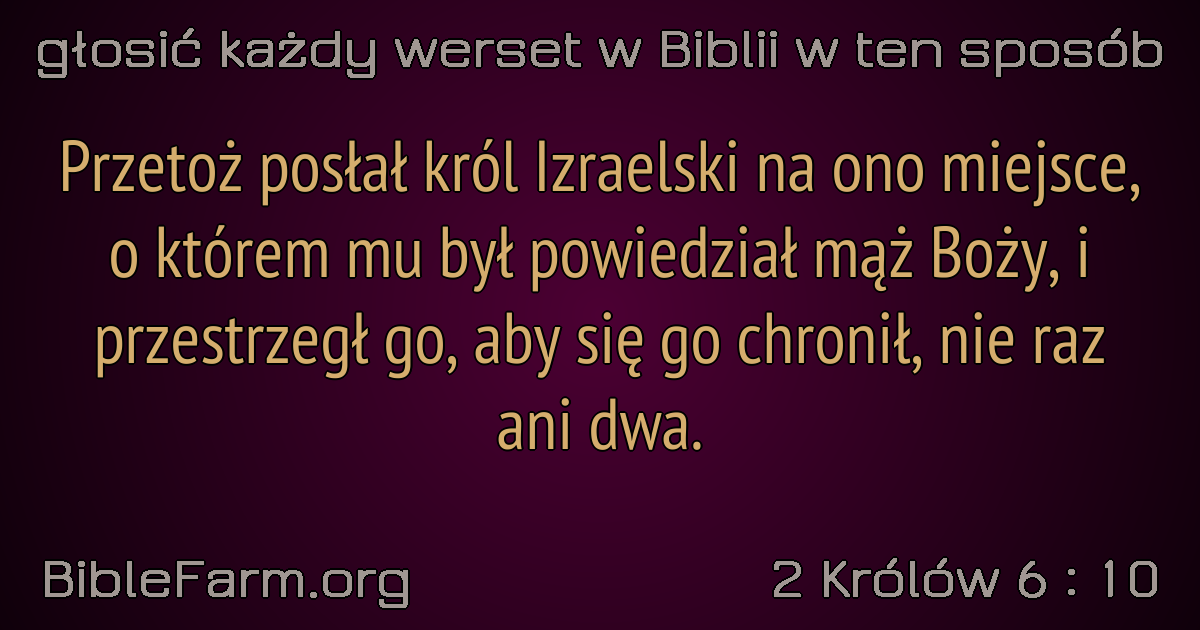 głosić każdy werset w Biblii w ten sposób
Przetoż posłał król Izraelski na ono miejsce,
o którem mu był powiedział mąż Boży, i
przestrzegł go, aby się go chronił, nie raz
ani dwa.
BibleFarm.org
2 Królów 6 : 10